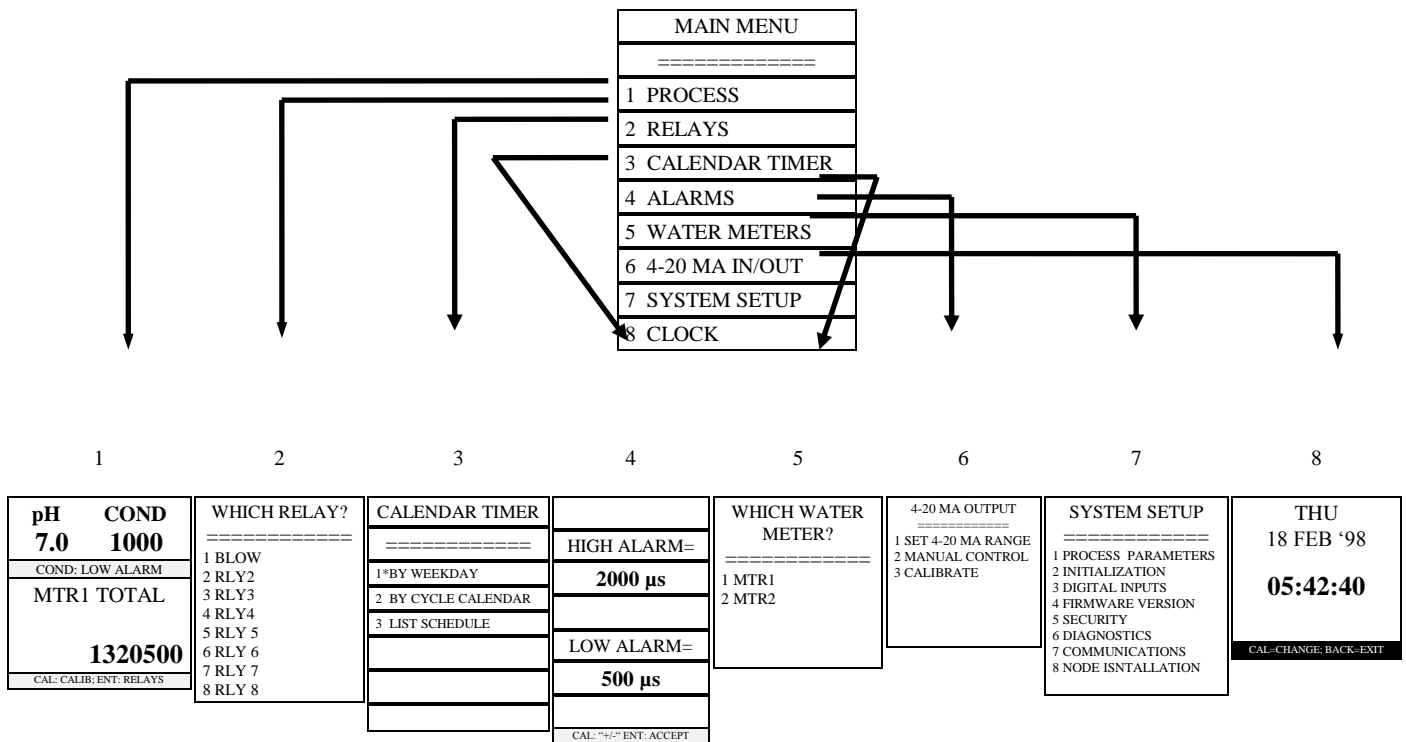 MAIN MENU
=============
1 PROCESS
2 RELAYS
3 CALENDAR TIMER
4 ALARMS
5 WATER METERS
6 4-20 MA IN/OUT
7 SYSTEM SETUP
8 CLOCK
1 2 3 4 5 6 7 8
pH COND
7.0 1000
COND: LOW ALARM
MTR1 TOTAL
1320500
CAL: CALIB; ENT: RELAYS
WHICH RELAY?
============
1 BLOW
2 RLY2
3 RLY3
4 RLY4
5 RLY 5
6 RLY 6
7 RLY 7
8 RLY 8
CALENDAR TIMER
============
1*BY WEEKDAY
2 BY CYCLE CALENDAR
3 LIST SCHEDULE
HIGH ALARM=
2000 µs
LOW ALARM=
500 µs
CAL: "+/-" ENT: ACCEPT
WHICH WATER
METER?
============
1 MTR1
2 MTR2
4-20 MA OUTPUT
============
1 SET 4-20 MA RANGE
2 MANUAL CONTROL
3 CALIBRATE
SYSTEM SETUP
============
1 PROCESS PARAMETERS
2 INITIALIZATION
3 DIGITAL INPUTS
4 FIRMWARE VERSION
5 SECURITY
6 DIAGNOSTICS
7 COMMUNICATIONS
8 NODE ISNTALLATION
THU
18 FEB ‘98
05:42:40
CAL=CHANGE; BACK=EXIT